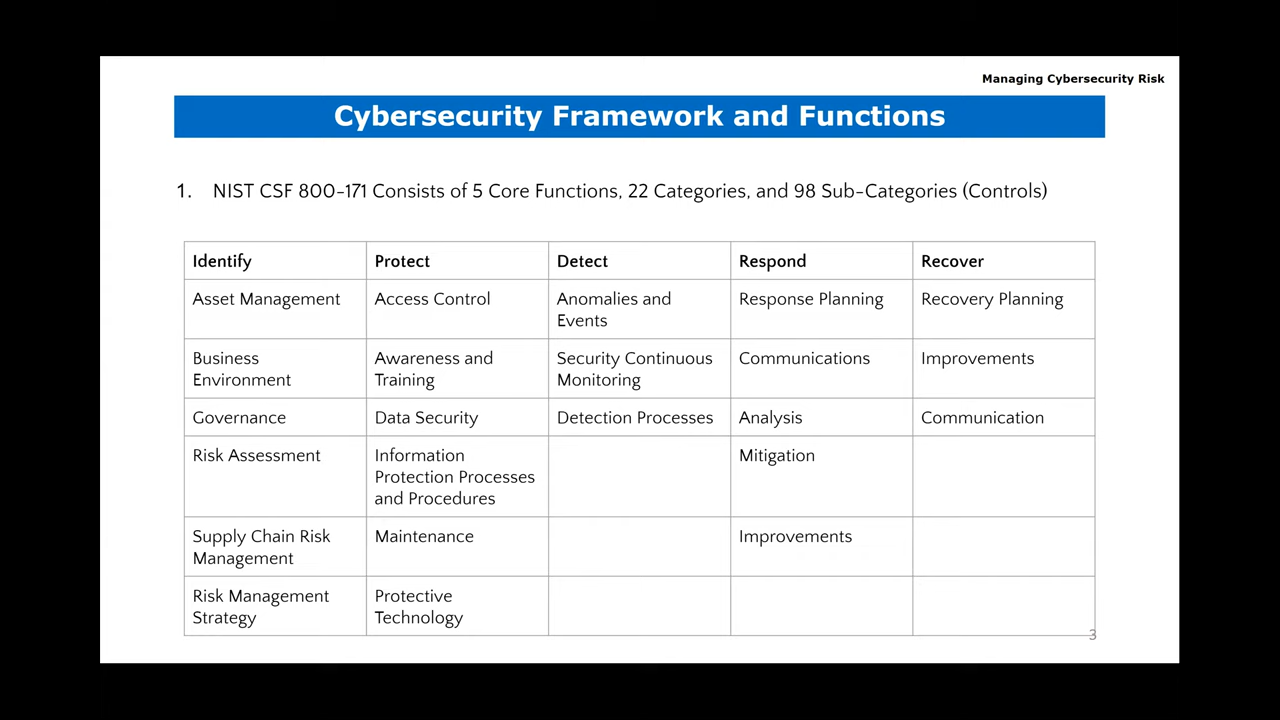 Managing Cybersecurity Risk
Cybersecurity Framework and Functions
1. NIST CSF 800-171 Consists of 5 Core Functions, 22 Categories, and 98 Sub-Categories (Controls)
Identify Protect Detect Respond Recover
Asset Management Access Control Anomalies and Response Planning Recovery Planning
Events
Business Awareness and Security Continuous Communications Improvements
Environment Training Monitoring
Governance Data Security Detection Processes Analysis Communication
Risk Assessment Information Mitigation
Protection Processes
and Procedures
Supply Chain Risk Maintenance Improvements
Management
Risk Management Protective
Strategy Technology
3